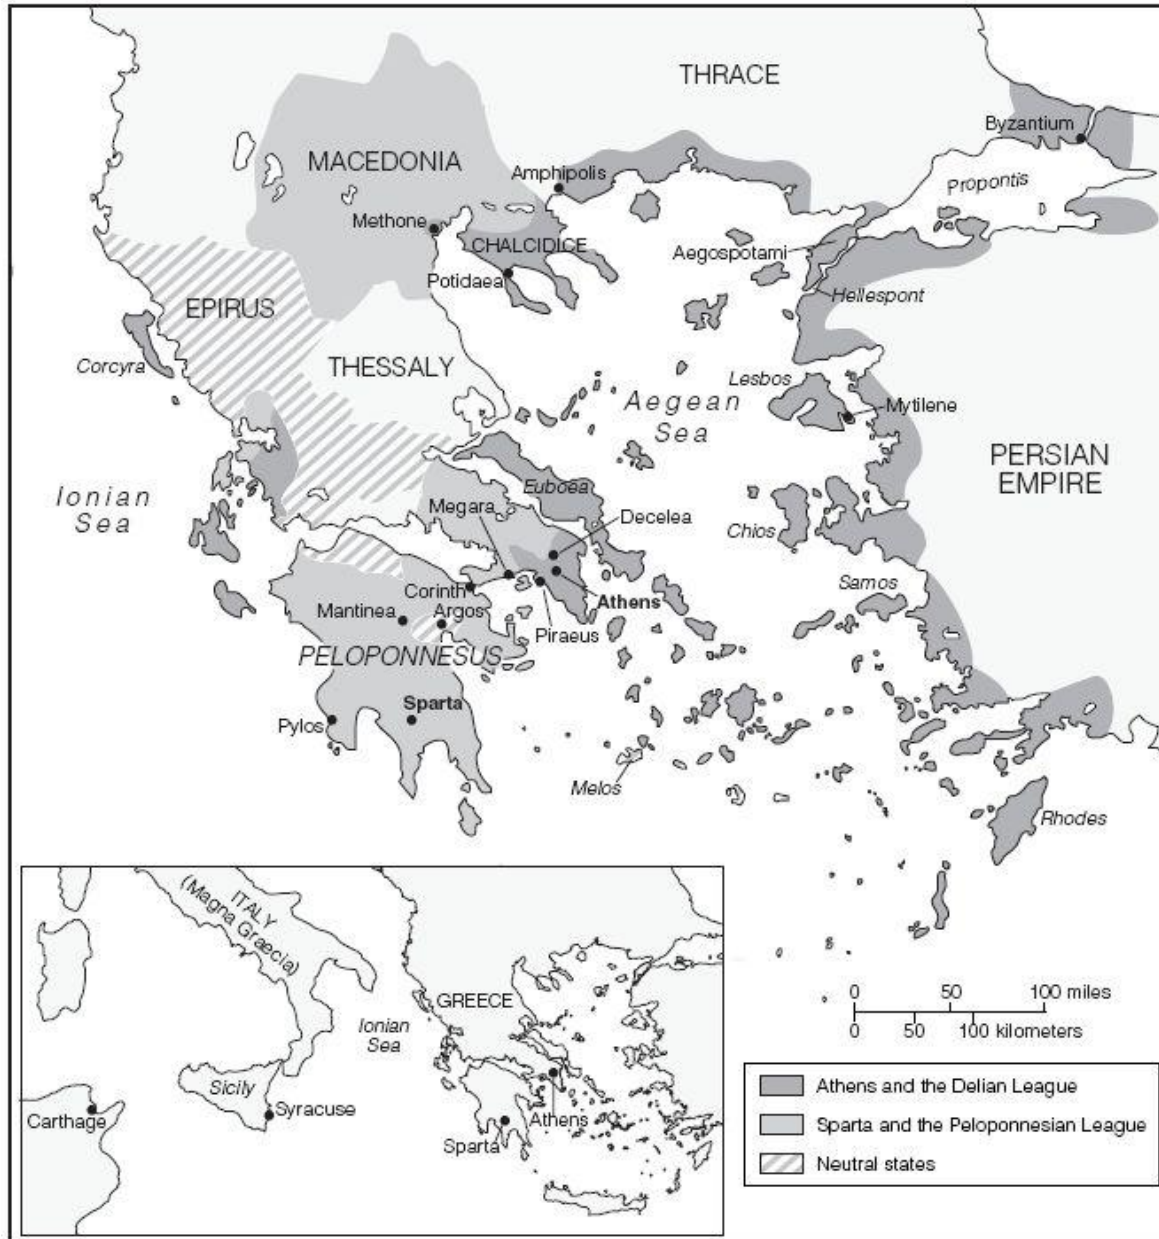 THRACE
Byzantium
MACEDONIA
Amphipolis
Propontis
Methone
CHALCIDICE
Aegospotami
Potidaea
Hellespont
EPIRUS
Corcyra
THESSALY
Lesbos
Aegean
Sea
Mytilene
PERSIAN
EMPIRE
Ionian
Sea
Euboea
Megara
Decelea
Chios
Corinth
Samos
Mantinea
Argos
Athens
Piraeus
PELOPONNESUS
Sparta
Pylos
Melos
Rhodes
ITALY
(Magna Græcia)
GREECE
Ionian
Sea
Sicily
Syracuse
Carthage
Athens
Sparta
0 50 100 miles
0 50 100 kilometers
Athens and the Delian League
Sparta and the Peloponnesian League
Neutral states